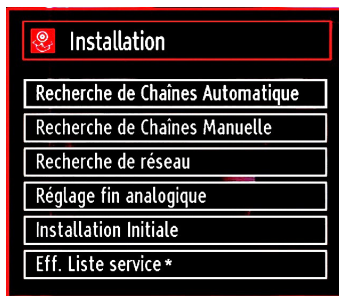 Installation
Recherche de Chaînes Automatique
Recherche de Chaînes Manuelle
Recherche de réseau
Réglage fin analogique
Installation Initiale
Eff. Liste service*